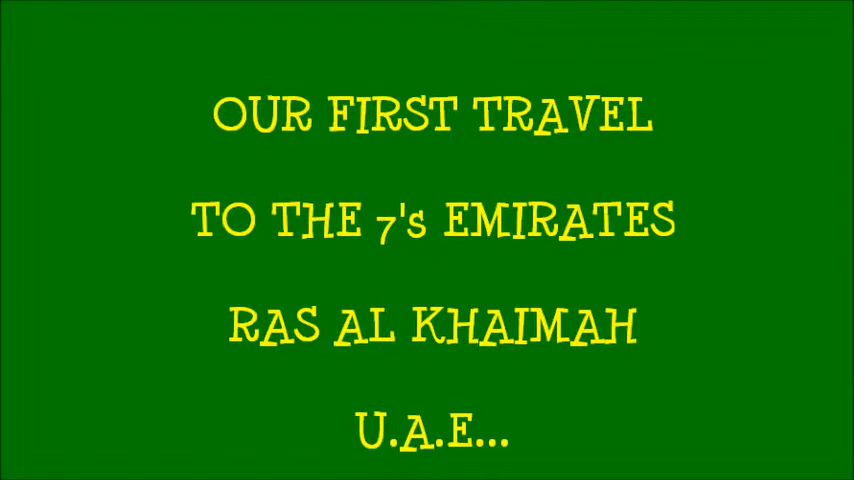 OUR FIRST TRAVEL
TO THE 7's EMIRATES
RAS AL KHAIMAH
U.A.E...